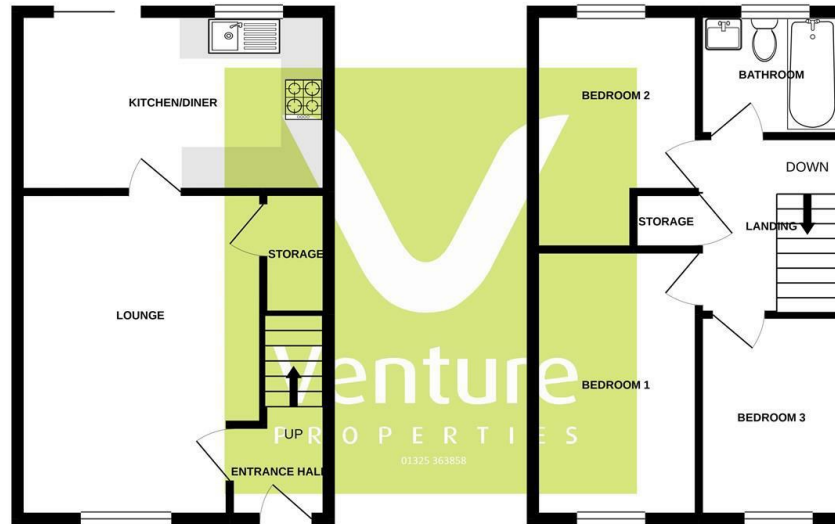 KITCHEN/DINER
STORAGE
LOUNGE
UP
ENTRANCE HALL
BEDROOM 2
BATHROOM
DOWN
STORAGE
LANDING
BEDROOM 1
BEDROOM 3
Venture
PROPERTIES
01325 363858